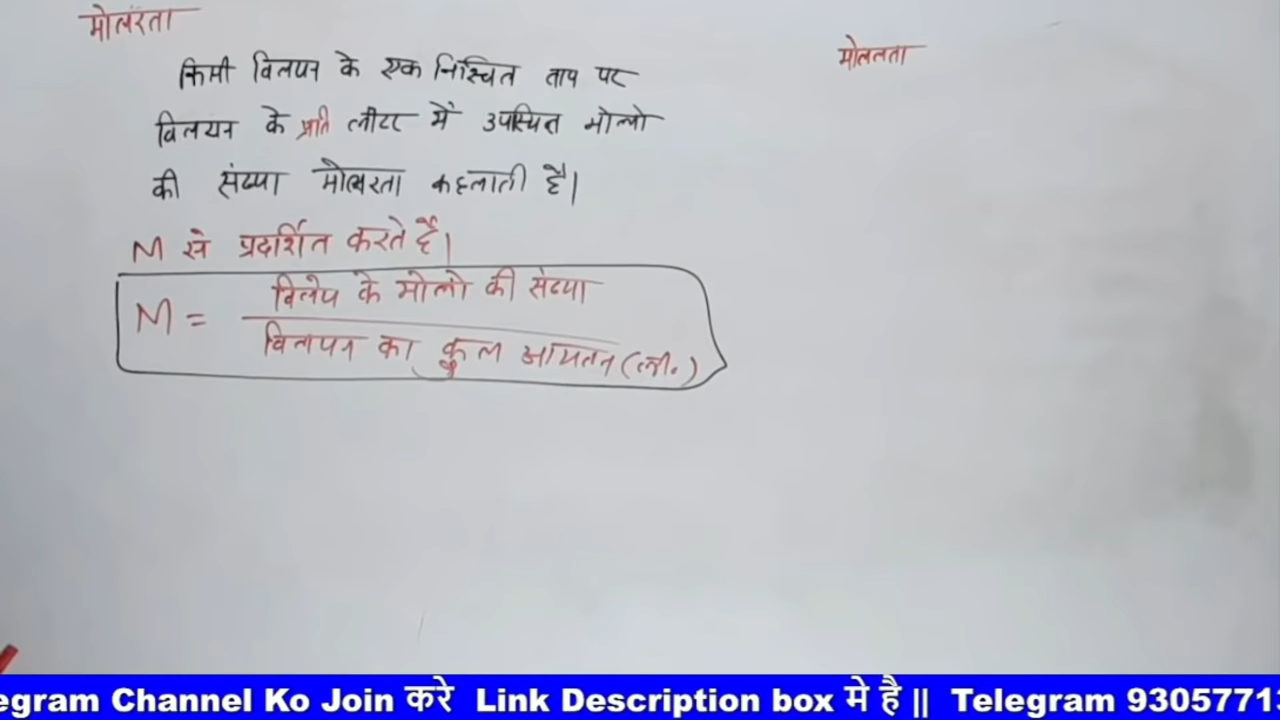 मोलरता
किसी विलयन के एक निश्चित ताप पर
विलयन के प्रति लीटर में उपस्थित मोलो
की संख्या मोलरता कहलाती है।
M से प्रदर्शित करते है।
M = विलेय के मोलो की संख्या
विलयन का कुल आयतन (ली.)
मोललता
egram Channel Ko Join करे Link Description box मे है || Telegram 93057713